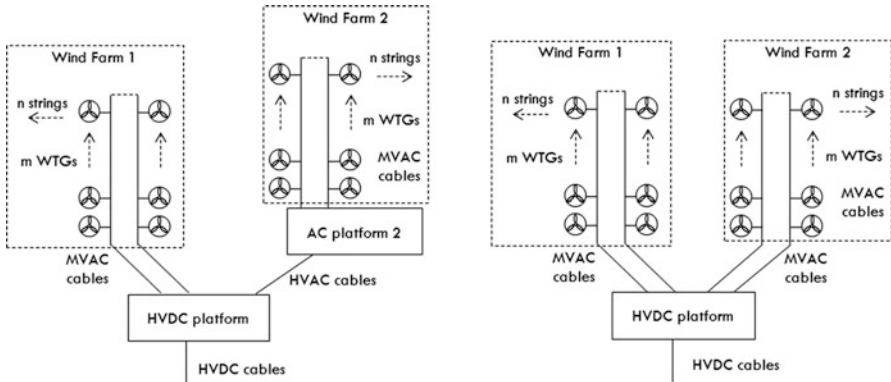 Wind Farm 1
n strings
m WTGs
MVAC
cables
Wind Farm 2
n strings
m WTGs
MVAC
cables
AC platform 2
HVAC cables
HVDC platform
HVDC cables
Wind Farm 1
n strings
m WTGs
MVAC
cables
Wind Farm 2
n strings
m WTGs
MVAC
cables
MVAC
cables
HVDC platform
HVDC cables